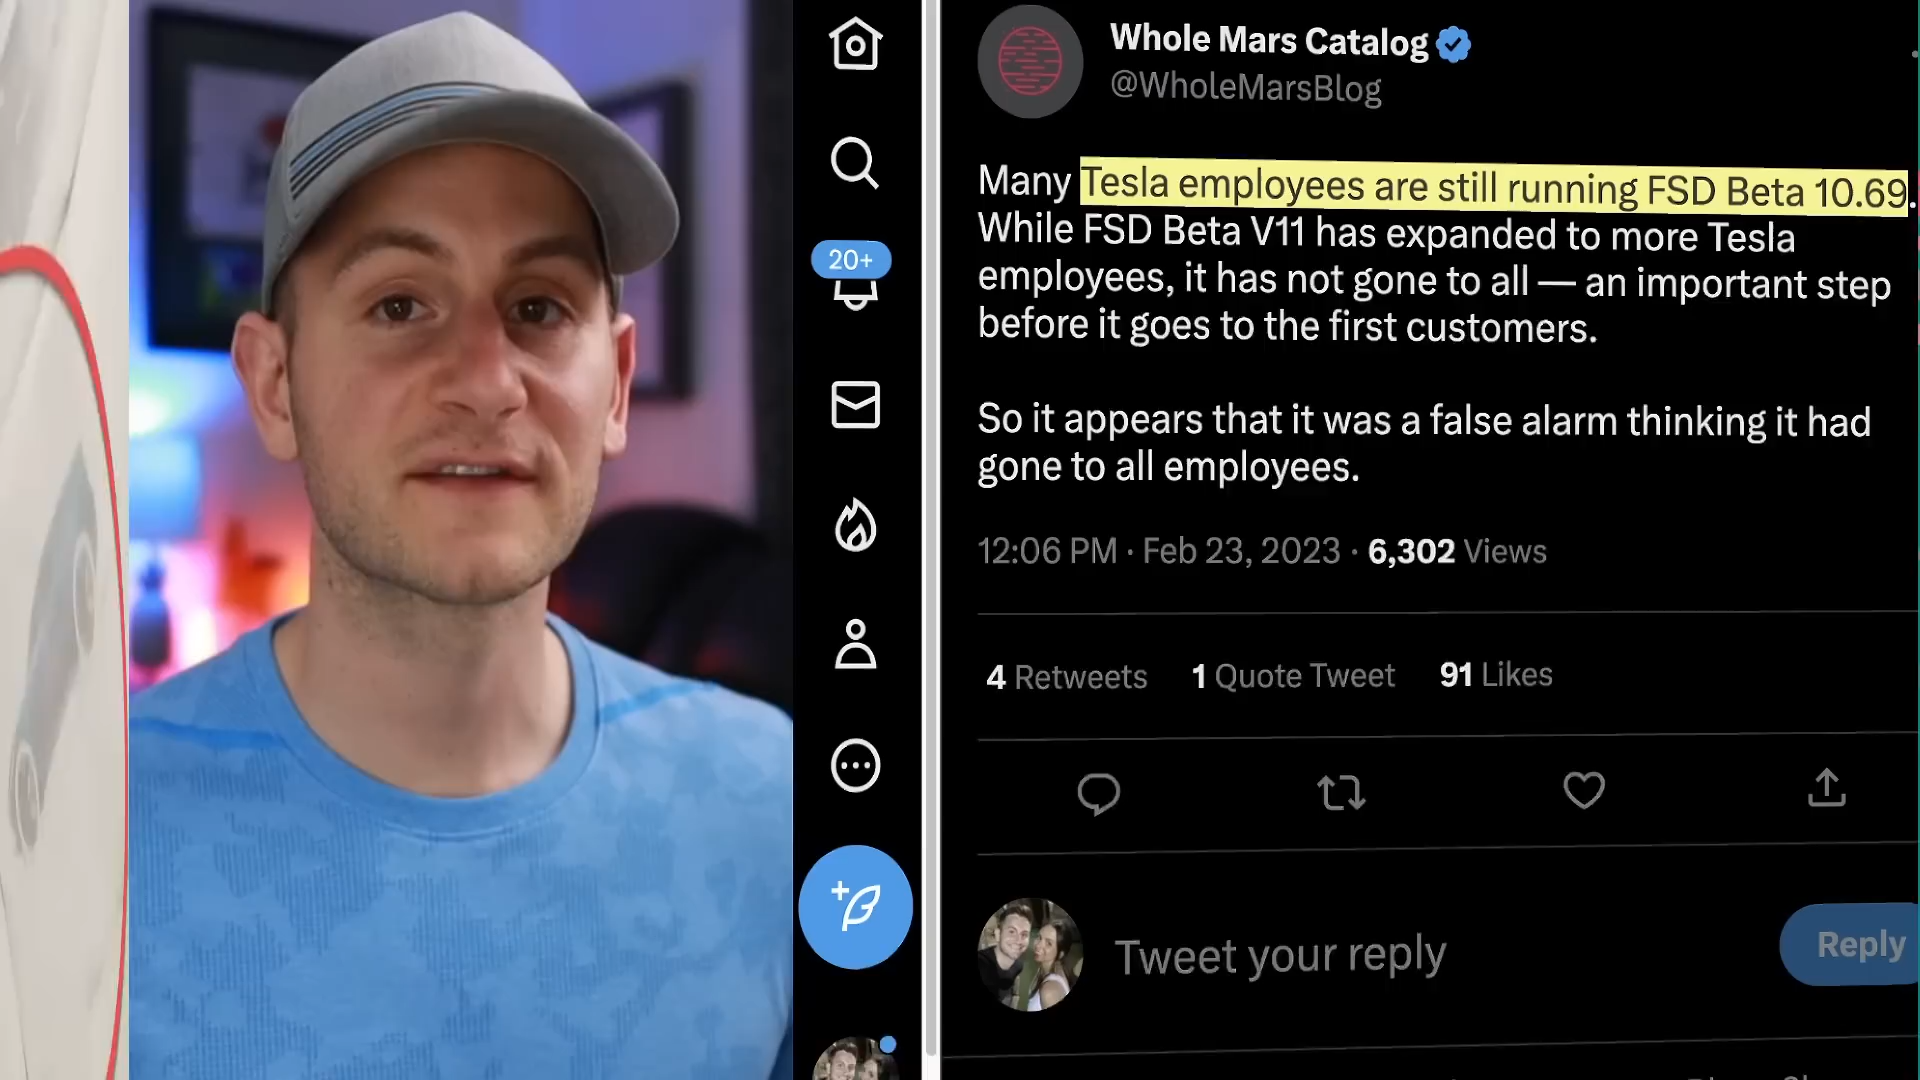 Whole Mars Catalog
@WholeMarsBlog
20+
Many Tesla employees are still running FSD Beta 10.69.
While FSD Beta V11 has expanded to more Tesla
employees, it has not gone to all — an important step
before it goes to the first customers.
So it appears that it was a false alarm thinking it had
gone to all employees.
12:06 PM · Feb 23, 2023 · 6,302 Views
4 Retweets 1 Quote Tweet 91 Likes
Tweet your reply
Reply